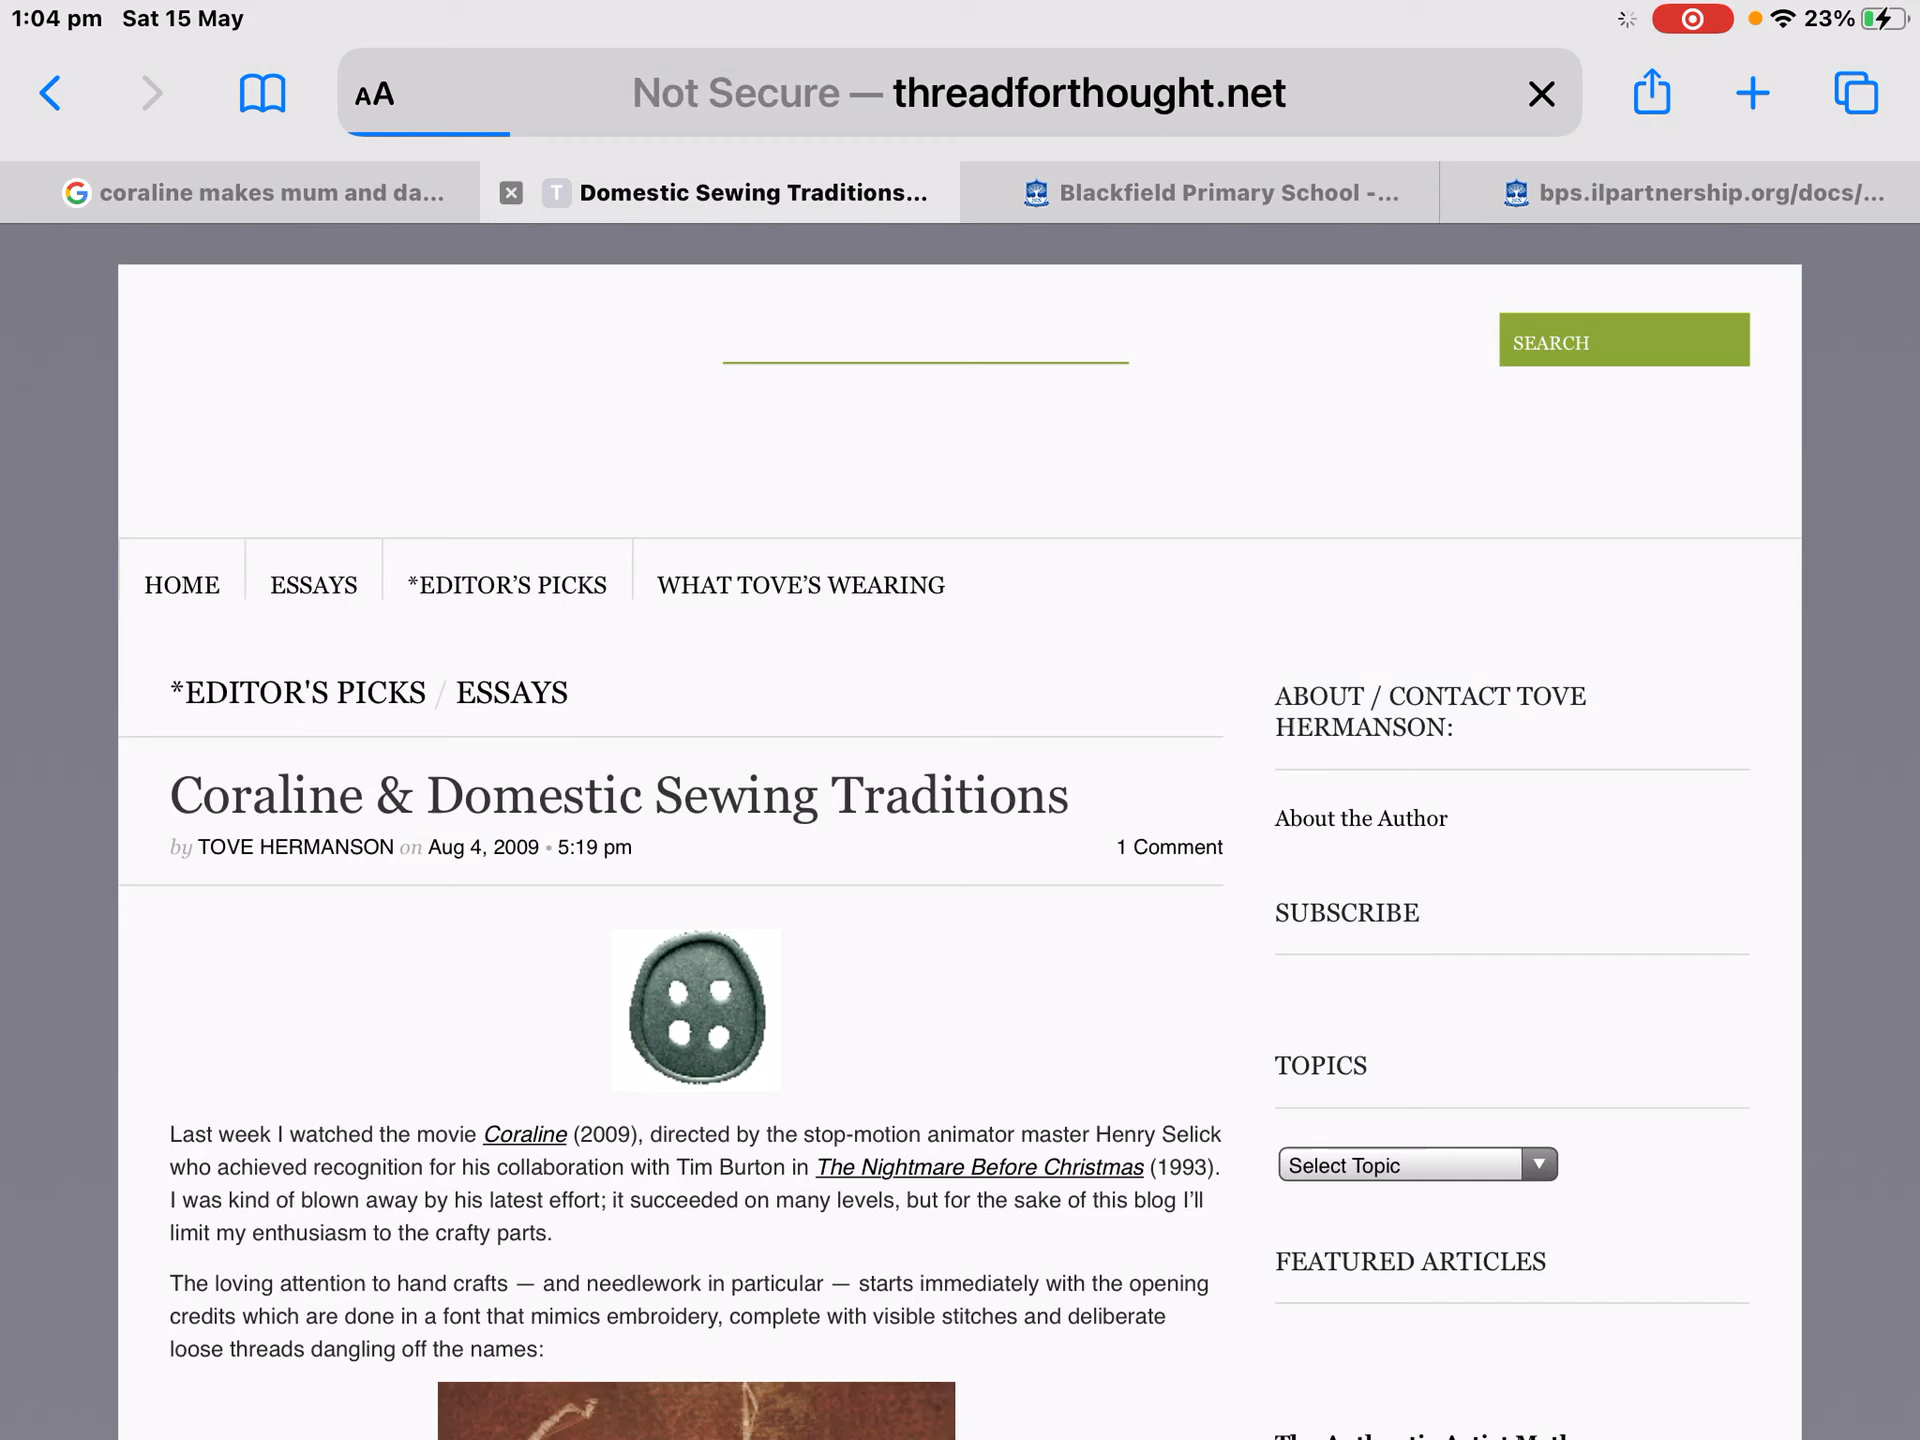 1:04 pm Sat 15 May
23%
AA Not Secure — threadforthought.net
coraline makes mum and da...
T Domestic Sewing Traditions...
Blackfield Primary School -...
bps.ilpartnership.org/docs/...
SEARCH
HOME ESSAYS *EDITOR’S PICKS WHAT TOVE’S WEARING
*EDITOR'S PICKS / ESSAYS
Coraline & Domestic Sewing Traditions
by TOVE HERMANSON on Aug 4, 2009 • 5:19 pm
1 Comment
Last week I watched the movie Coraline (2009), directed by the stop-motion animator master Henry Selick
who achieved recognition for his collaboration with Tim Burton in The Nightmare Before Christmas (1993).
I was kind of blown away by his latest effort; it succeeded on many levels, but for the sake of this blog I’ll
limit my enthusiasm to the crafty parts.
The loving attention to hand crafts — and needlework in particular — starts immediately with the opening
credits which are done in a font that mimics embroidery, complete with visible stitches and deliberate
loose threads dangling off the names:
ABOUT / CONTACT TOVE
HERMANSON:
About the Author
SUBSCRIBE
TOPICS
Select Topic
FEATURED ARTICLES